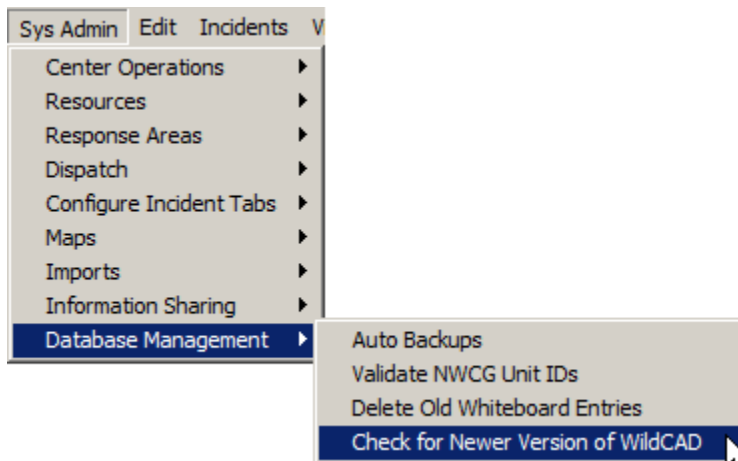 Sys Admin Edit Incidents
Center Operations
Resources
Response Areas
Dispatch
Configure Incident Tabs
Maps
Imports
Information Sharing
Database Management
Auto Backups
Validate NWCG Unit IDs
Delete Old Whiteboard Entries
Check for Newer Version of WildCAD